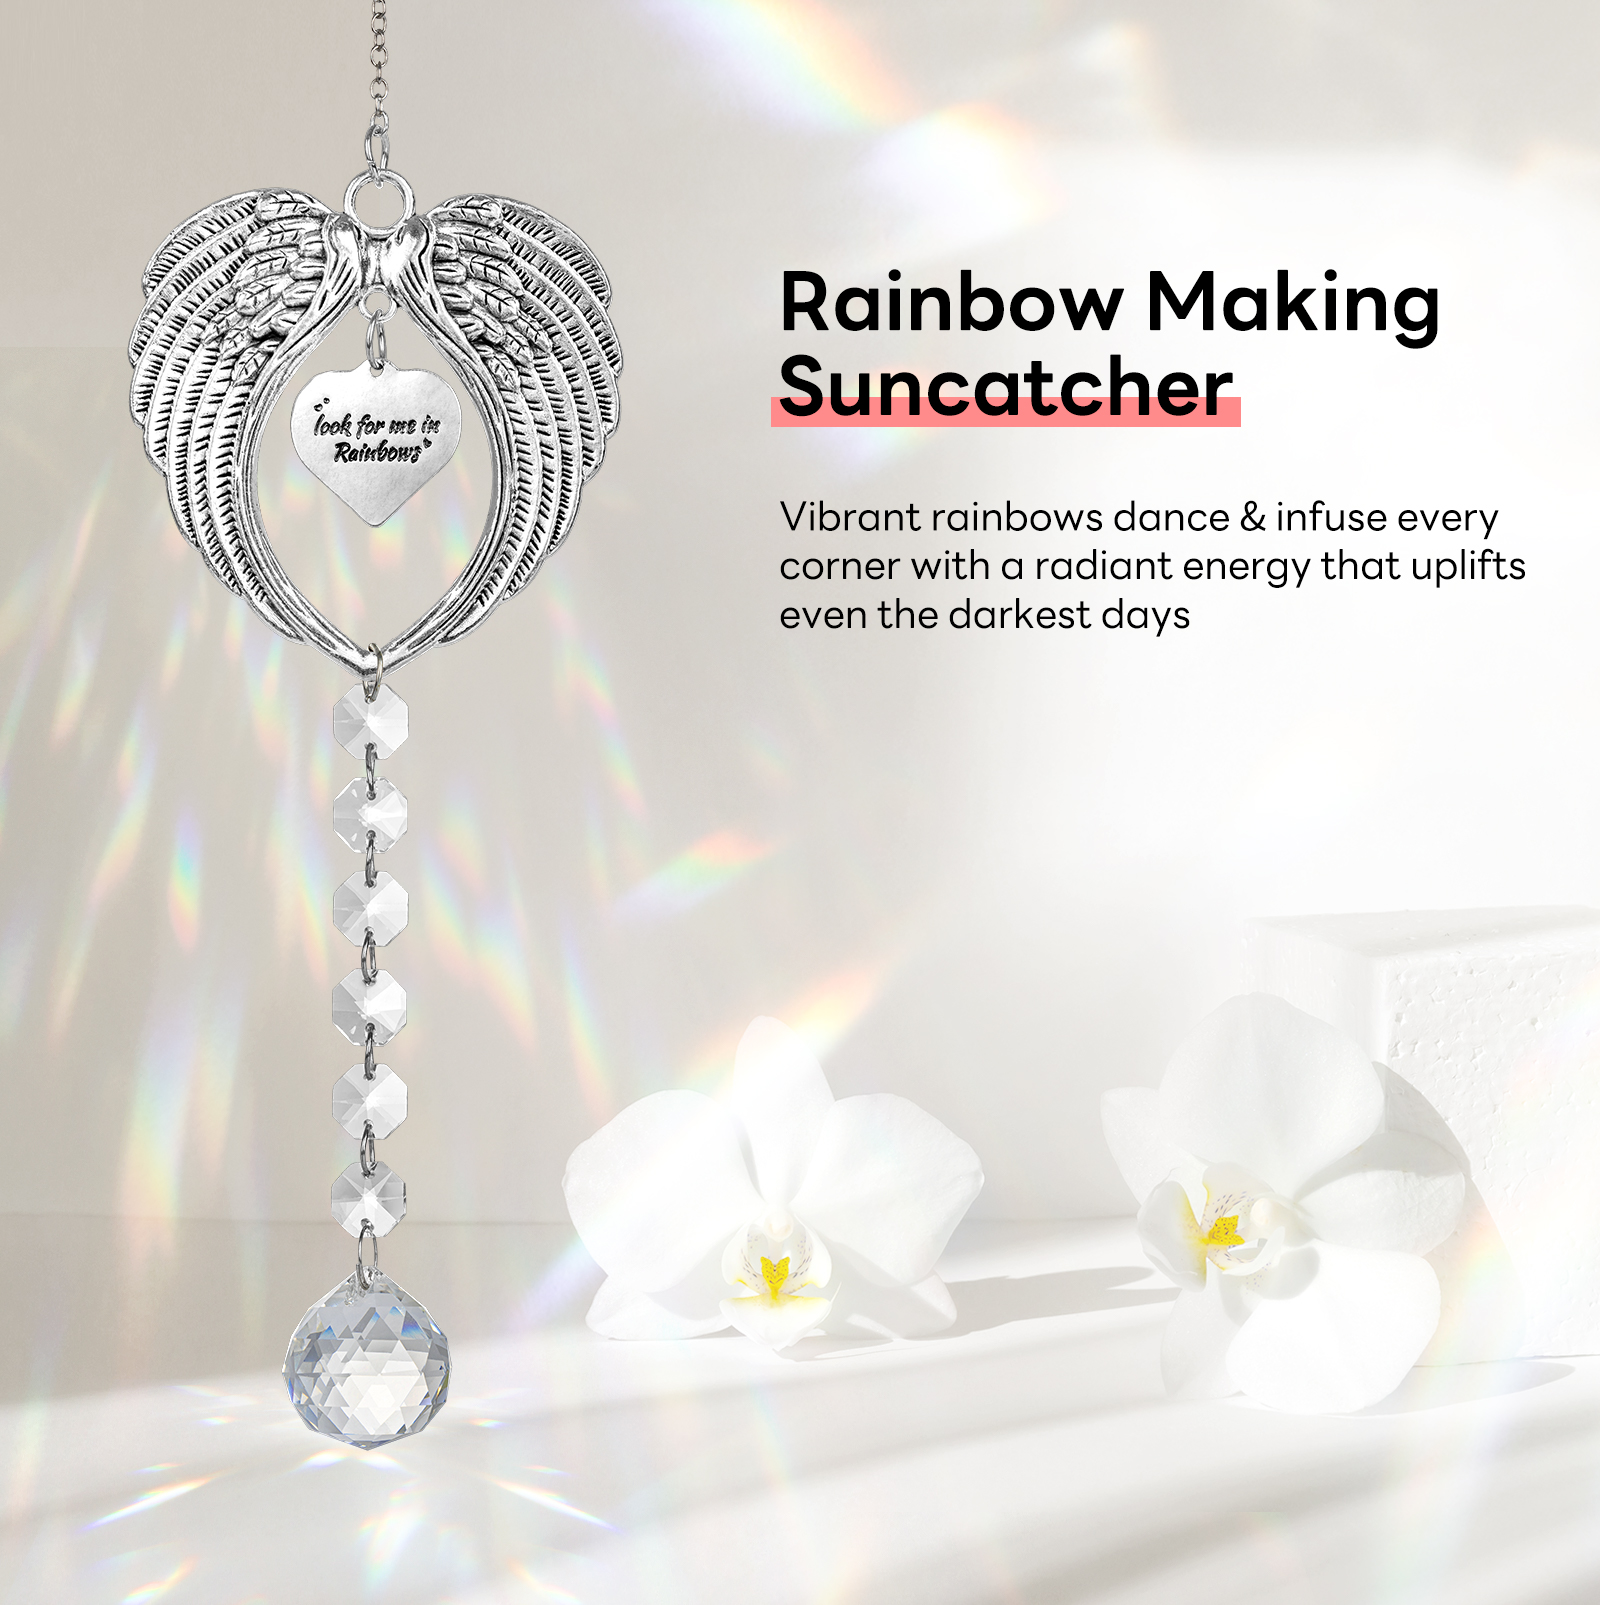 look for me in
Rainbows
Rainbow Making
Suncatcher
Vibrant rainbows dance & infuse every
corner with a radiant energy that uplifts
even the darkest days